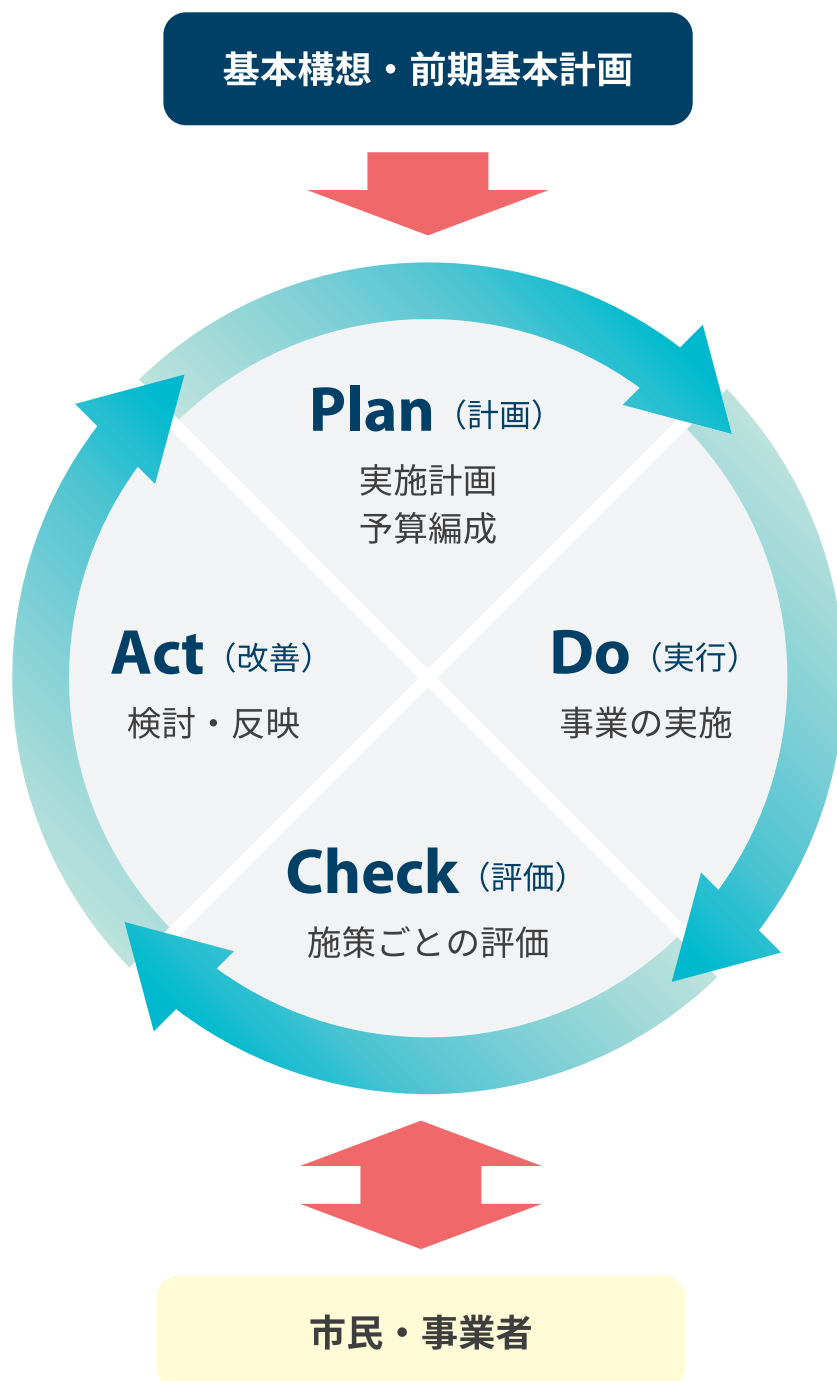 基本構想・前期基本計画
Plan（計画）
実施計画
予算編成
Act（改善）
検討・反映
Do（実行）
事業の実施
Check（評価）
施策ごとの評価
市民・事業者